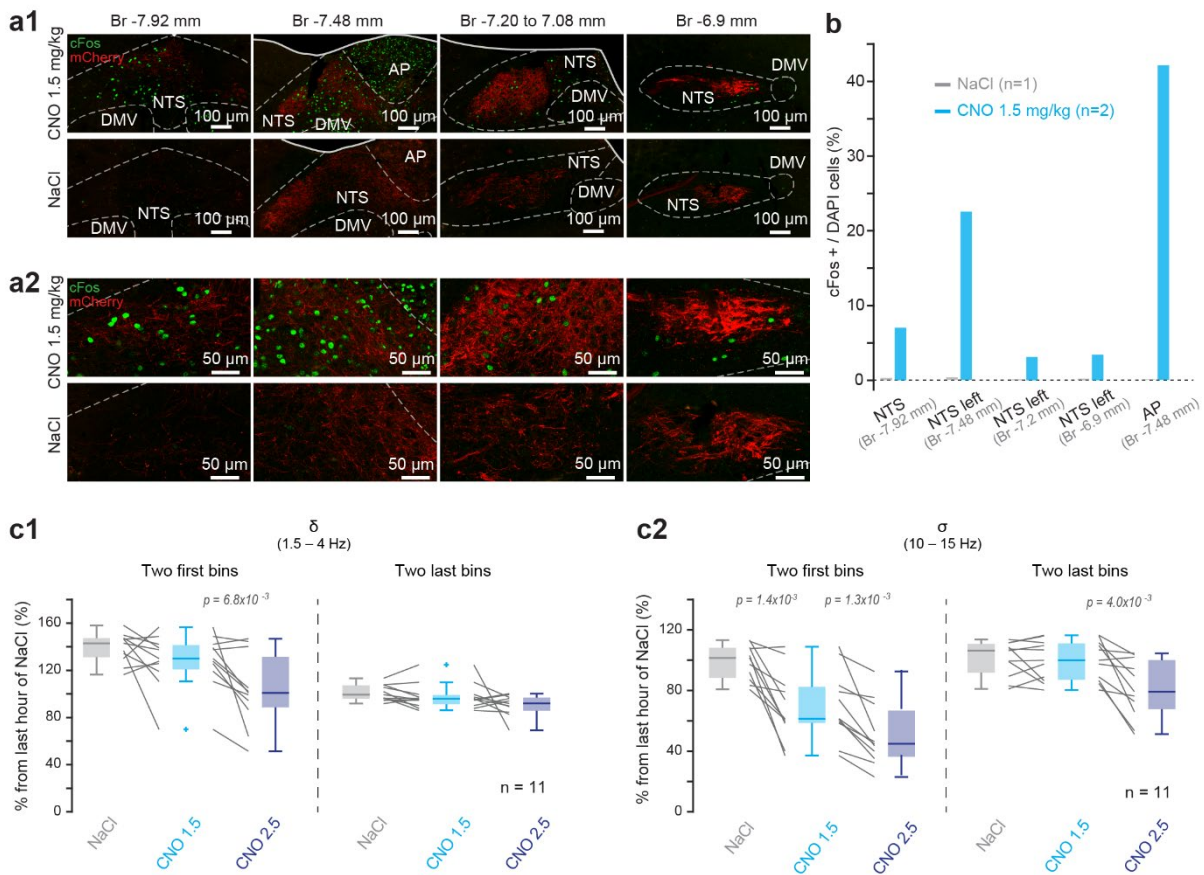 a1
Br -7.92 mm
Br -7.48 mm
Br -7.20 to 7.08 mm
Br -6.9 mm
CNO 1.5 mg/kg
cFos
mCherry
NTS
DMV
100 µm
AP
NTS
DMV
100 µm
NTS
DMV
100 µm
DMV
NTS
100 µm
NaCl
NTS
DMV
100 µm
AP
NTS
DMV
100 µm
NTS
DMV
100 µm
DMV
NTS
100 µm
a2
CNO 1.5 mg/kg
cFos
mCherry
50 µm
50 µm
50 µm
50 µm
NaCl
50 µm
50 µm
50 µm
50 µm
b
cFos + / DAPI cells (%)
40
30
20
10
0
NaCl (n=1)
CNO 1.5 mg/kg (n=2)
NTS
(Br -7.92 mm)
NTS left
(Br -7.48 mm)
NTS left
(Br -7.2 mm)
NTS left
(Br -6.9 mm)
AP
(Br -7.48 mm)
c1
δ
(1.5 – 4 Hz)
Two first bins
Two last bins
p = 6.8x10 -3
% from last hour of NaCl (%)
160
120
80
40
0
n = 11
NaCl
CNO 1.5
CNO 2.5
NaCl
CNO 1.5
CNO 2.5
c2
σ
(10 – 15 Hz)
Two first bins
Two last bins
p = 1.4x10-3
p = 1.3x10 -3
p = 4.0x10 -3
% from last hour of NaCl (%)
120
80
40
0
n = 11
NaCl
CNO 1.5
CNO 2.5
NaCl
CNO 1.5
CNO 2.5